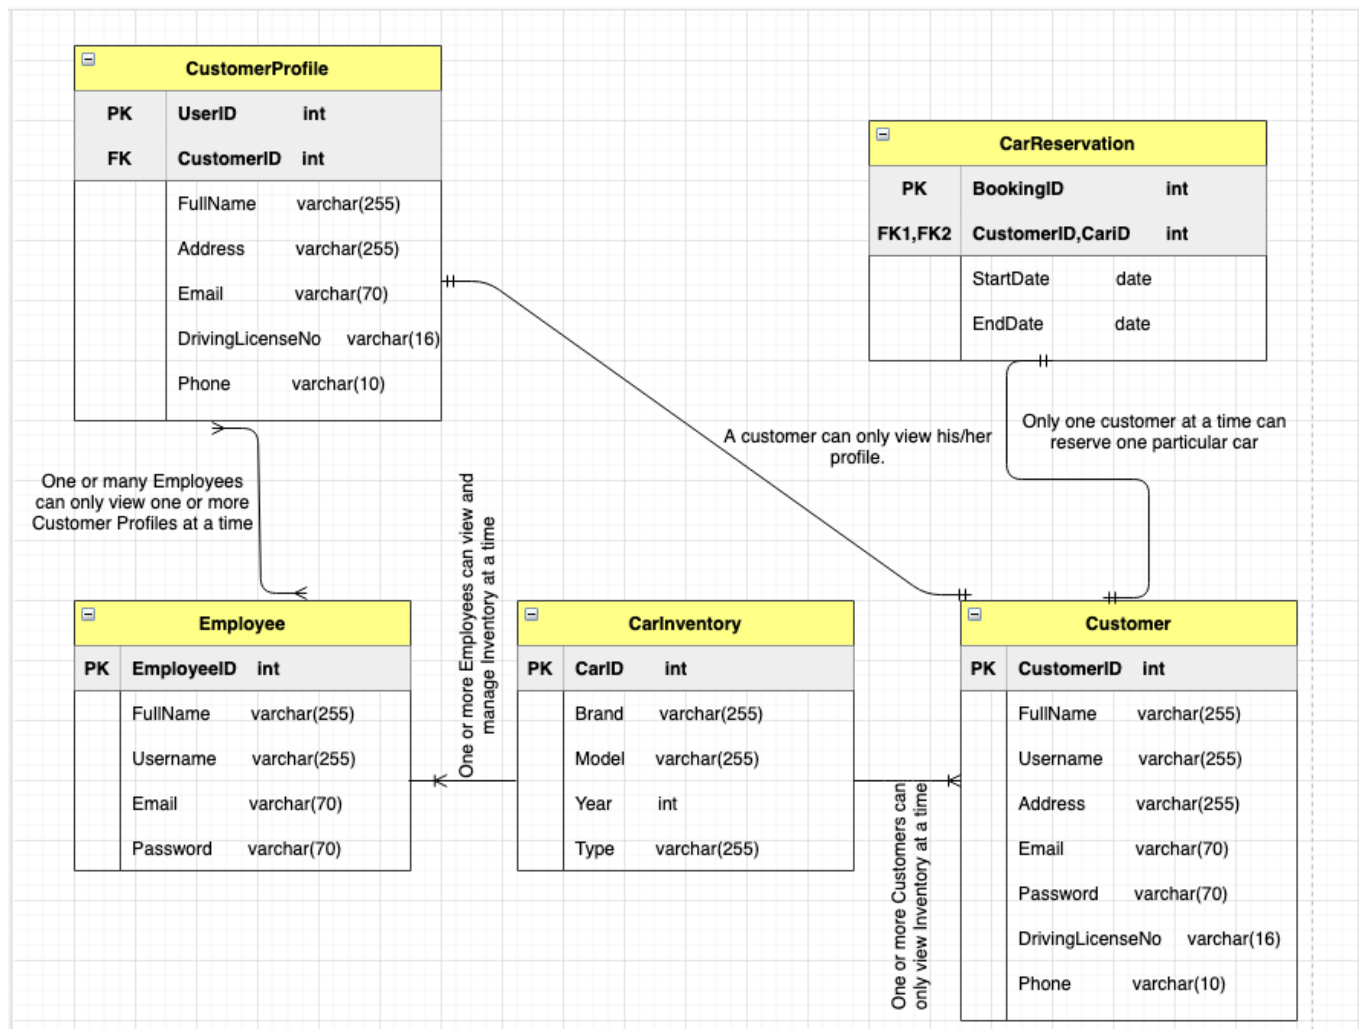 CustomerProfile
PK UserID int
FK CustomerID int
FullName varchar(255)
Address varchar(255)
Email varchar(70)
DrivingLicenseNo varchar(16)
Phone varchar(10)
CarReservation
PK BookingID int
FK1,FK2 CustomerID,CariD int
StartDate date
EndDate date
A customer can only view his/her
profile.
Only one customer at a time can
reserve one particular car
One or many Employees
can only view one or more
Customer Profiles at a time
One or more Employees can view and
manage Inventory at a time
Employee
PK EmployeeID int
FullName varchar(255)
Username varchar(255)
Email varchar(70)
Password varchar(70)
CarInventory
PK CarID int
Brand varchar(255)
Model varchar(255)
Year int
Type varchar(255)
One or more Customers can
only view Inventory at a time
Customer
PK CustomerID int
FullName varchar(255)
Username varchar(255)
Address varchar(255)
Email varchar(70)
Password varchar(70)
DrivingLicenseNo varchar(16)
Phone varchar(10)